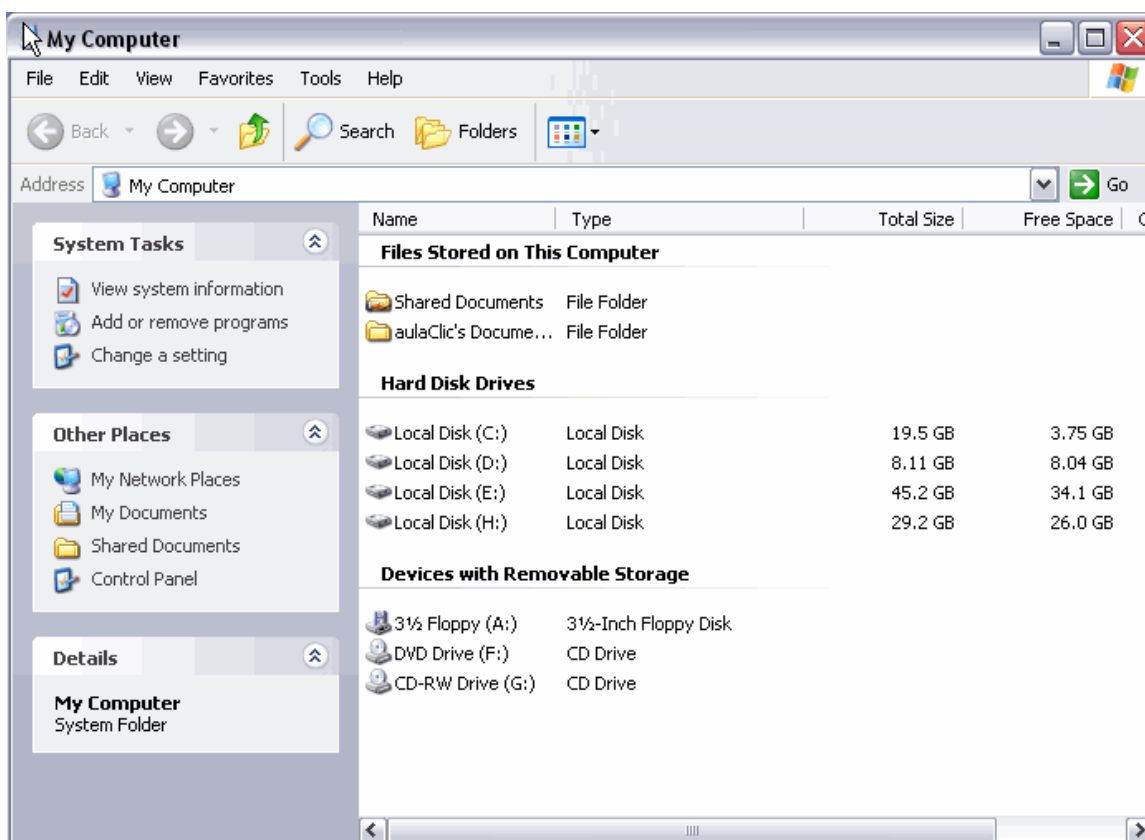 My Computer
File Edit View Favorites Tools Help
Back Search Folders
Address My Computer Go
System Tasks
View system information
Add or remove programs
Change a setting
Other Places
My Network Places
My Documents
Shared Documents
Control Panel
Details
My Computer
System Folder
Name Type Total Size Free Space
Files Stored on This Computer
Shared Documents File Folder
aulaClic's Docume... File Folder
Hard Disk Drives
Local Disk (C:) Local Disk 19.5 GB 3.75 GB
Local Disk (D:) Local Disk 8.11 GB 8.04 GB
Local Disk (E:) Local Disk 45.2 GB 34.1 GB
Local Disk (H:) Local Disk 29.2 GB 26.0 GB
Devices with Removable Storage
3½ Floppy (A:) 3½-Inch Floppy Disk
DVD Drive (F:) CD Drive
CD-RW Drive (G:) CD Drive